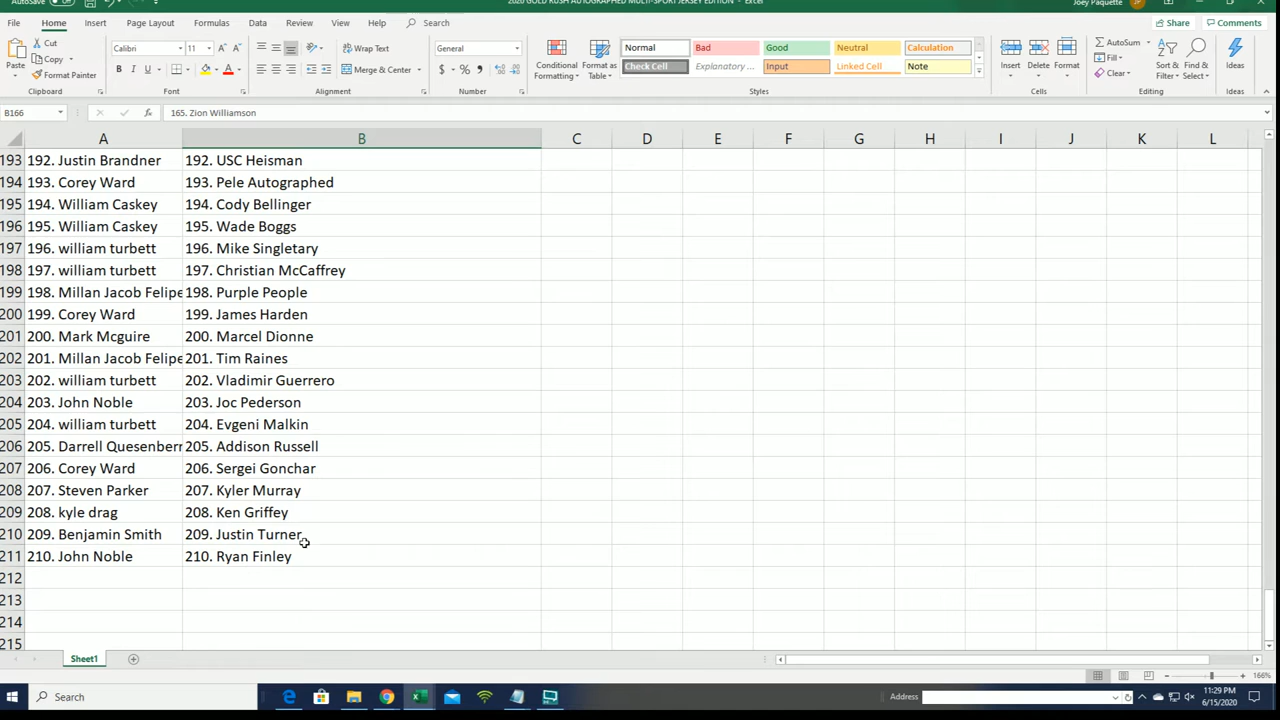 AutoSave Off 2020 GOLD RUSH AUTOGRAPHED MULTI-SPORT JERSEY EDITION - Excel Joey Paquette JP
File Home Insert Page Layout Formulas Data Review View Help Search Share Comments
Cut Calibri 11 Wrap Text General Normal Bad Good Neutral Calculation AutoSum
Copy Fill
Paste Format Painter B I U Merge & Center $ % Conditional Formatting Format as Table Check Cell Explanatory ... Input Linked Cell Note Insert Delete Format Clear Sort & Filter Find & Select Ideas
Clipboard Font Alignment Number Styles Cells Editing Ideas
B166 fx 165. Zion Williamson
A B C D E F G H I J K L
193 192. Justin Brandner 192. USC Heisman
194 193. Corey Ward 193. Pele Autographed
195 194. William Caskey 194. Cody Bellinger
196 195. William Caskey 195. Wade Boggs
197 196. william turbett 196. Mike Singletary
198 197. william turbett 197. Christian McCaffrey
199 198. Millan Jacob Felipe 198. Purple People
200 199. Corey Ward 199. James Harden
201 200. Mark Mcguire 200. Marcel Dionne
202 201. Millan Jacob Felipe 201. Tim Raines
203 202. william turbett 202. Vladimir Guerrero
204 203. John Noble 203. Joc Pederson
205 204. william turbett 204. Evgeni Malkin
206 205. Darrell Quesenberr 205. Addison Russell
207 206. Corey Ward 206. Sergei Gonchar
208 207. Steven Parker 207. Kyler Murray
209 208. kyle drag 208. Ken Griffey
210 209. Benjamin Smith 209. Justin Turner
211 210. John Noble 210. Ryan Finley
212
213
214
215
Sheet1
166%
Search Address 11:29 PM
6/15/2020